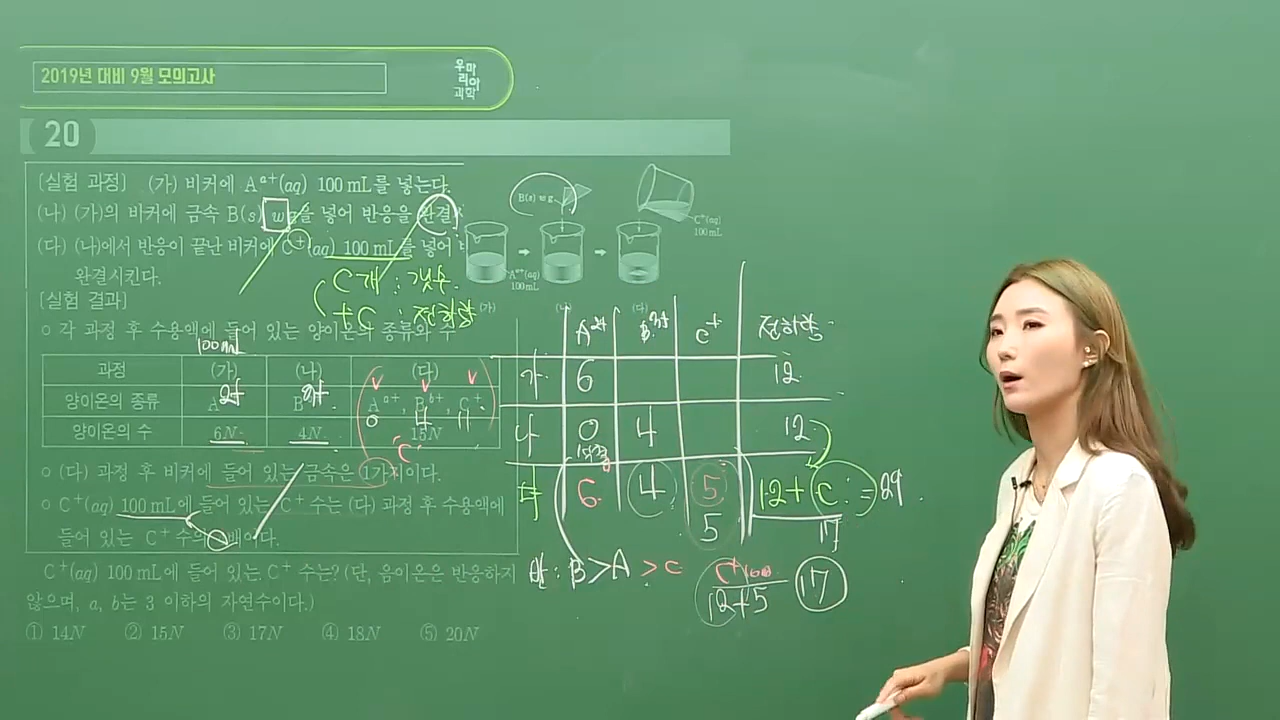 2019년 대비 9월 모의고사
우마
리아
과학
20
[실험 과정] (가) 비커에 Aᵃ⁺(aq) 100 mL를 넣는다.
(나) (가)의 비커에 금속 B(s) w g을 넣어 반응을 완결시
(다) (나)에서 반응이 끝난 비커에 C⁺(aq) 100 mL를 넣어
완결시킨다.
[실험 결과]
B(s) w g
Aᵃ⁺(aq)
100 mL
C⁺(aq)
100 mL
(가) (나) (다)
C개 : 갯수
+C : 전하량
○ 각 과정 후 수용액에 들어 있는 양이온의 종류와 수
100ml
과정 (가) (나) (다)
양이온의 종류 A 2+ B 3+ Aᵃ⁺, Bᵇ⁺, C⁺
양이온의 수 6N 4N 15N
○ (다) 과정 후 비커에 들어 있는 금속은 1가지이다.
○ C⁺(aq) 100 mL에 들어 있는 C⁺ 수는 (다) 과정 후 수용액에
들어 있는 C⁺ 수의 배이다.
C⁺(aq) 100 mL에 들어 있는 C⁺ 수는? (단, 음이온은 반응하지
않으며, a, b는 3 이하의 자연수이다.)
① 14N ② 15N ③ 17N ④ 18N ⑤ 20N
A²⁺ B³⁺ C⁺ 전하량
가 6 12
나 0 4 12
다 6 4 5 12+C = 29
5 17
반 : B > A > C
12+5 17